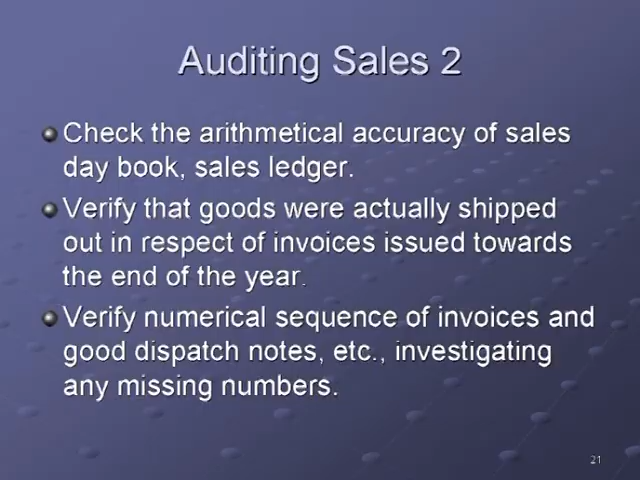 Auditing Sales 2
Check the arithmetical accuracy of sales
day book, sales ledger.
Verify that goods were actually shipped
out in respect of invoices issued towards
the end of the year.
Verify numerical sequence of invoices and
good dispatch notes, etc., investigating
any missing numbers.
21